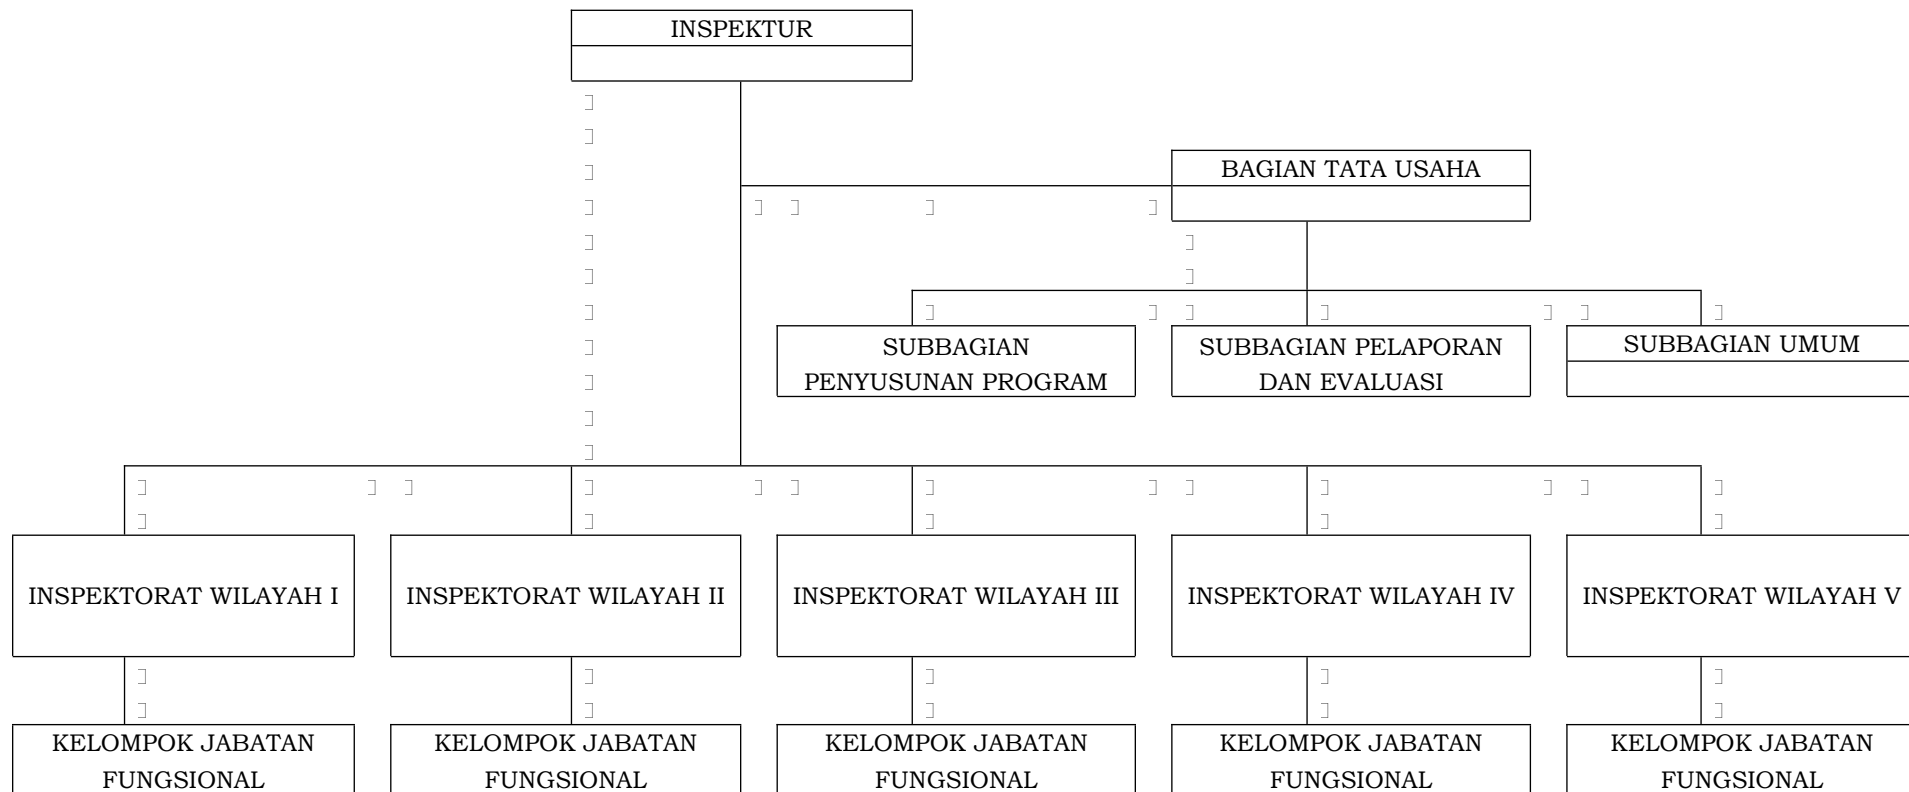 INSPEKTUR
BAGIAN TATA USAHA
SUBBAGIAN
PENYUSUNAN PROGRAM
SUBBAGIAN PELAPORAN
DAN EVALUASI
SUBBAGIAN UMUM
INSPEKTORAT WILAYAH I
INSPEKTORAT WILAYAH II
INSPEKTORAT WILAYAH III
INSPEKTORAT WILAYAH IV
INSPEKTORAT WILAYAH V
KELOMPOK JABATAN
FUNGSIONAL
KELOMPOK JABATAN
FUNGSIONAL
KELOMPOK JABATAN
FUNGSIONAL
KELOMPOK JABATAN
FUNGSIONAL
KELOMPOK JABATAN
FUNGSIONAL